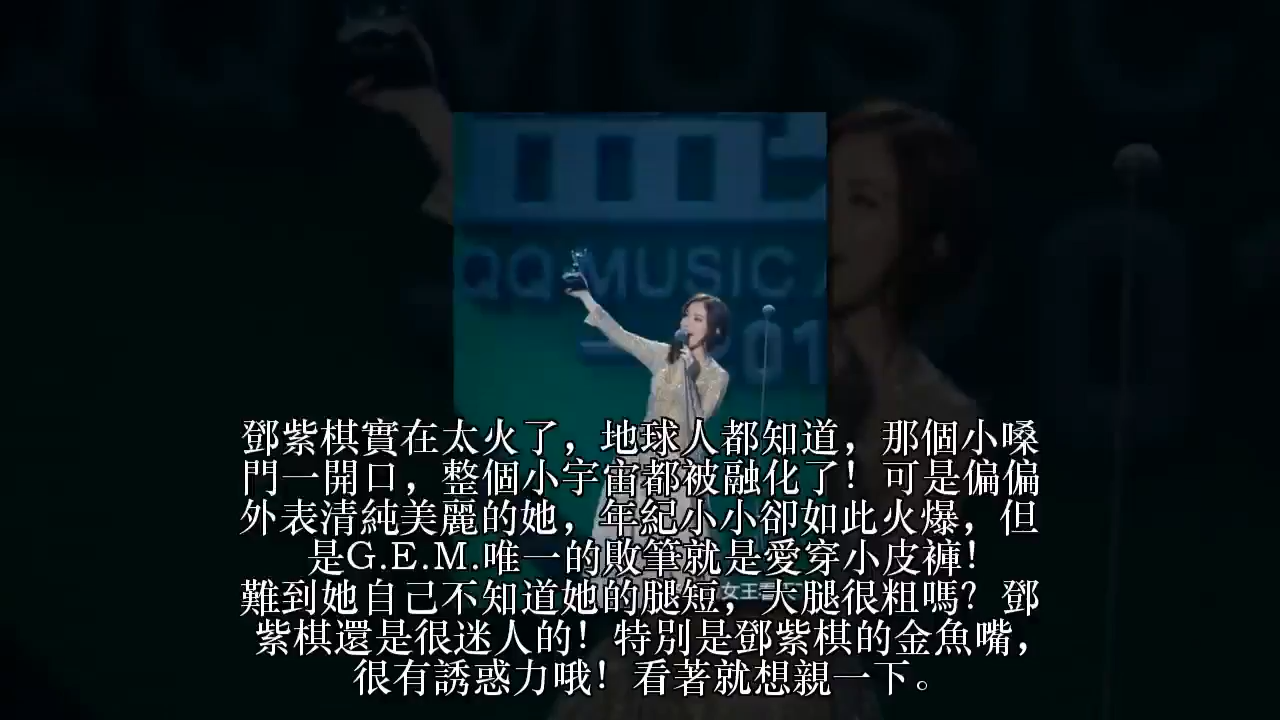 QQ MUSIC
201
鄧紫棋實在太火了，地球人都知道，那個小嗓
門一開口，整個小宇宙都被融化了！可是偏偏
外表清純美麗的她，年紀小小卻如此火爆，但
是G.E.M.唯一的敗筆就是愛穿小皮褲！
難到她自己不知道她的腿短，大腿很粗嗎？鄧
紫棋還是很迷人的！特別是鄧紫棋的金魚嘴，
很有誘惑力哦！看著就想親一下。
女王